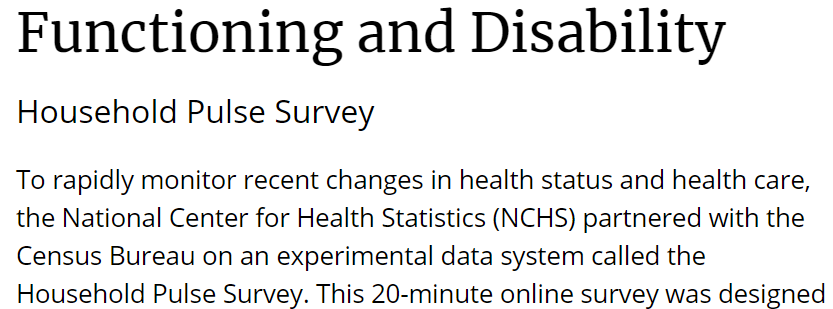 Functioning and Disability
Household Pulse Survey
To rapidly monitor recent changes in health status and health care,
the National Center for Health Statistics (NCHS) partnered with the
Census Bureau on an experimental data system called the
Household Pulse Survey. This 20-minute online survey was designed